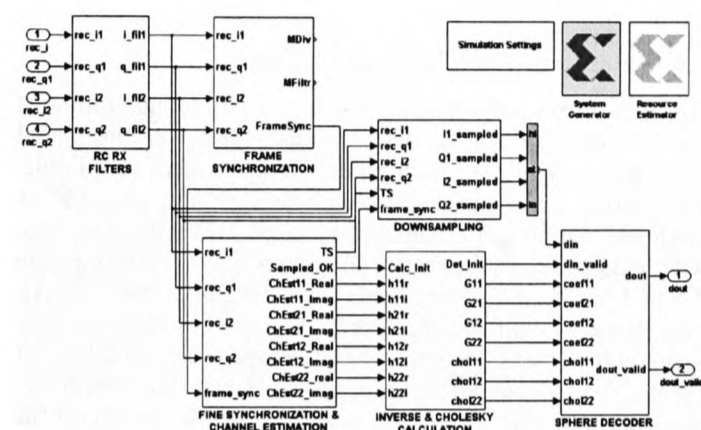 1
rec_i
2
rec_q1
3
rec_i2
4
rec_q2
rec_i1
rec_q1
rec_i2
rec_q2
i_fil1
q_fil1
i_fil2
q_fil2
RC RX
FILTERS
rec_i1
rec_q1
rec_i2
rec_q2
MDiv
MFiltr
FrameSync
FRAME
SYNCHRONIZATION
Simulation Settings
System
Generator
Resource
Estimator
rec_i1
rec_q1
rec_i2
rec_q2
TS
frame_sync
I1_sampled
Q1_sampled
I2_sampled
Q2_sampled
DOWNSAMPLING
hi
lo
rec_i1
rec_q1
rec_i2
rec_q2
frame_sync
TS
Sampled_OK
ChEst11_Real
ChEst11_Imag
ChEst21_Real
ChEst21_Imag
ChEst12_Real
ChEst12_Imag
ChEst22_real
ChEst22_Imag
FINE SYNCHRONIZATION &
CHANNEL ESTIMATION
Calc_Init
h11r
h11i
h21r
h21i
h12r
h12i
h22r
h22i
Det_Init
G11
G21
G12
G22
chol11
chol12
chol22
INVERSE & CHOLESKY
CALCULATION
din
din_valid
coef11
coef21
coef12
coef22
chol11
chol12
chol22
dout
dout_valid
SPHERE DECODER
1
dout
2
dout_valid